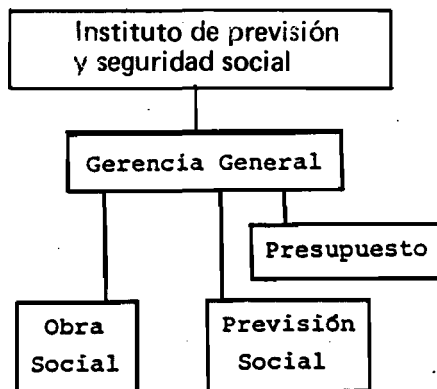 Instituto de previsión
y seguridad social
Gerencia General
Presupuesto
Obra
Social
Previsión
Social